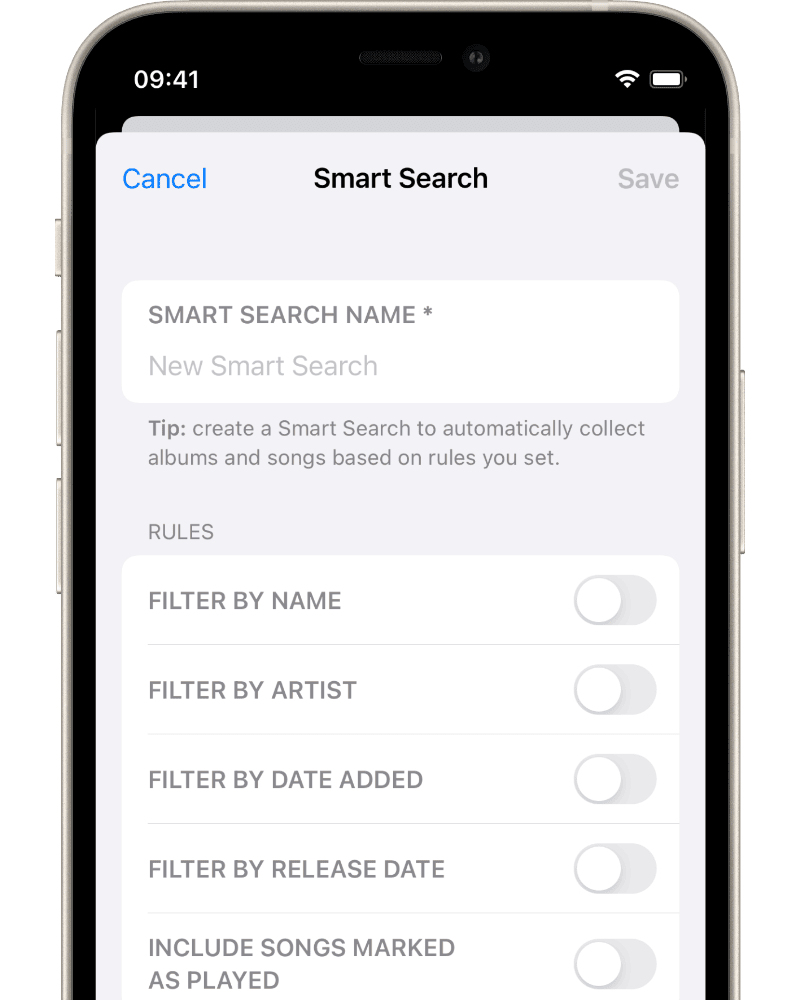 09:41
Cancel Smart Search Save
SMART SEARCH NAME *
New Smart Search
Tip: create a Smart Search to automatically collect
albums and songs based on rules you set.
RULES
FILTER BY NAME
FILTER BY ARTIST
FILTER BY DATE ADDED
FILTER BY RELEASE DATE
INCLUDE SONGS MARKED
AS PLAYED